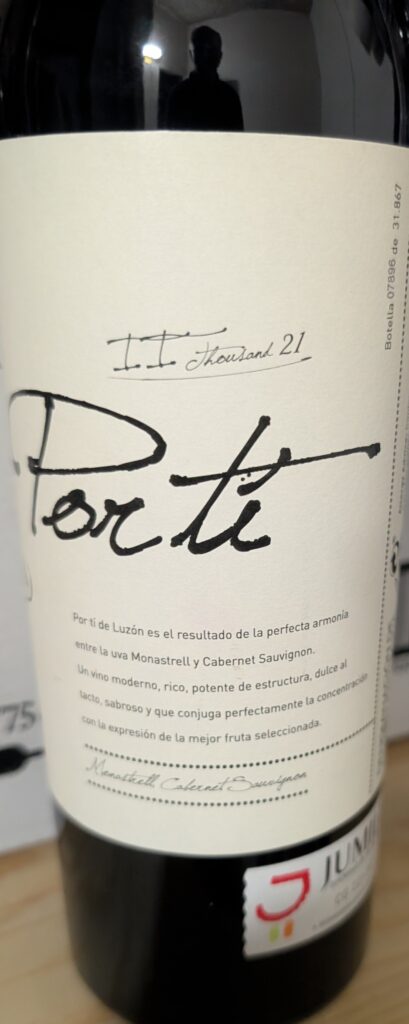 II Thousand 21
Por ti
Por tí de Luzón es el resultado de la perfecta armonía
entre la uva Monastrell y Cabernet Sauvignon.
Un vino moderno, rico, potente de estructura, dulce al
tacto, sabroso y que conjuga perfectamente la concentración
con la expresión de la mejor fruta seleccionada.
Monastrell Cabernet Sauvignon
Botella 07896 de 31.867
75